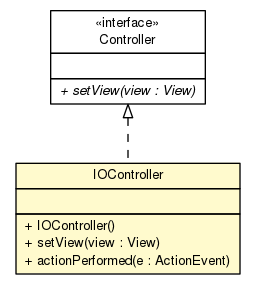 «interface»
Controller
+ setView(view : View)
IOController
+ IOController()
+ setView(view : View)
+ actionPerformed(e : ActionEvent)